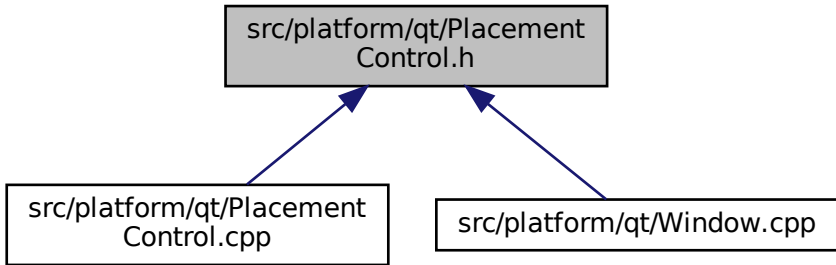 src/platform/qt/Placement
Control.h
src/platform/qt/Placement
Control.cpp
src/platform/qt/Window.cpp